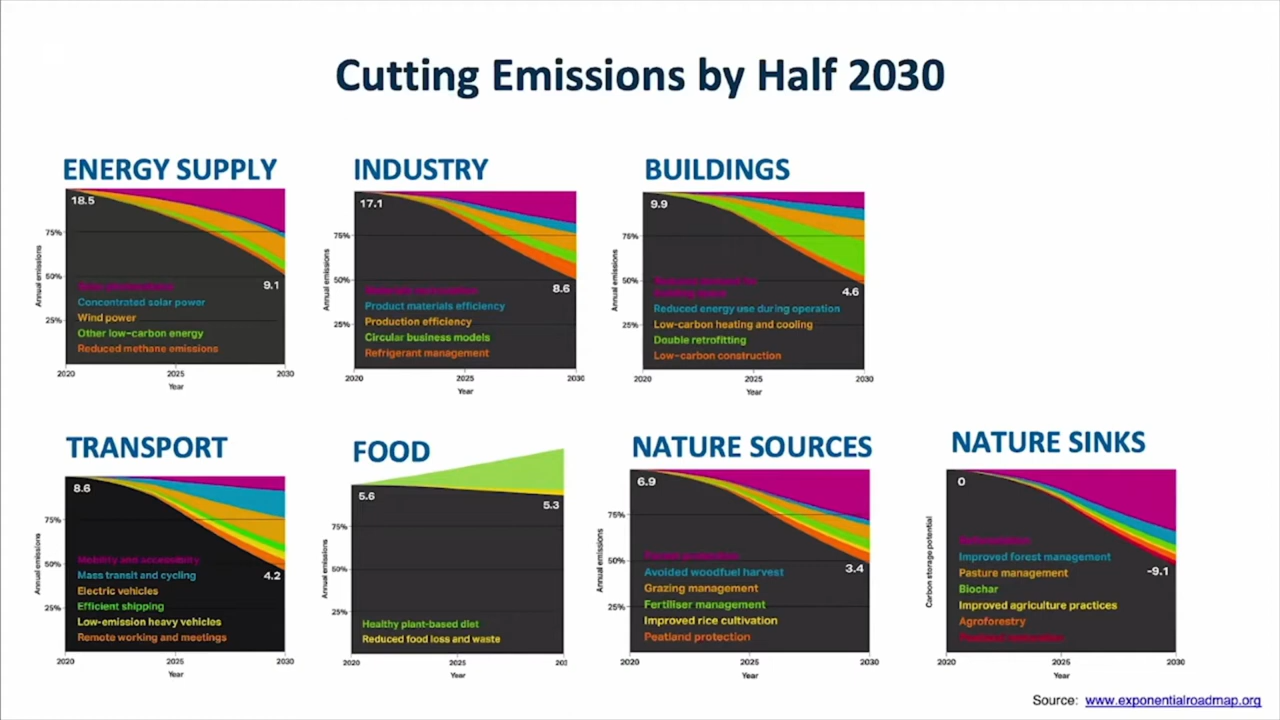 Cutting Emissions by Half 2030
ENERGY SUPPLY
18.5
75%
50%
25%
Annual emissions
9.1
Concentrated solar power
Wind power
Other low-carbon energy
Reduced methane emissions
2020
2025
2030
Year
INDUSTRY
17.1
75%
50%
25%
Annual emissions
8.6
Product materials efficiency
Production efficiency
Circular business models
Refrigerant management
2020
2025
2030
Year
BUILDINGS
9.9
75%
50%
25%
Annual emissions
4.6
Reduced energy use during operation
Low-carbon heating and cooling
Double retrofitting
Low-carbon construction
2020
2025
2030
Year
TRANSPORT
8.6
75%
50%
25%
Annual emissions
4.2
Mobility and accessibility
Mass transit and cycling
Electric vehicles
Efficient shipping
Low-emission heavy vehicles
Remote working and meetings
2020
2025
2030
Year
FOOD
5.6
5.3
75%
50%
25%
Annual emissions
Healthy plant-based diet
Reduced food loss and waste
2020
2025
Year
NATURE SOURCES
6.9
75%
50%
25%
Annual emissions
3.4
Avoided woodfuel harvest
Grazing management
Fertiliser management
Improved rice cultivation
Peatland protection
2020
2025
2030
Year
NATURE SINKS
0
Carbon storage potential
-9.1
Improved forest management
Pasture management
Biochar
Improved agriculture practices
Agroforestry
2020
2025
2030
Year
Source: www.exponentialroadmap.org